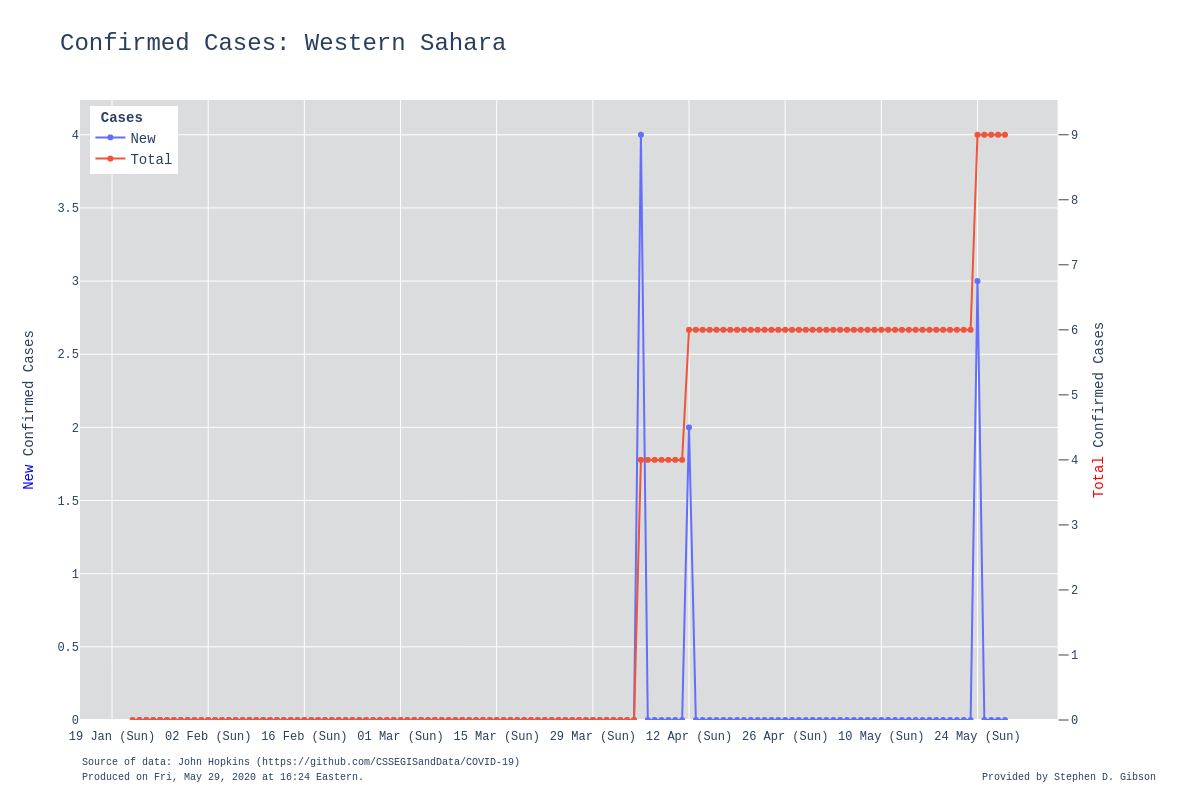 Confirmed Cases: Western Sahara
Cases
New
Total
4
3.5
3
2.5
2
1.5
1
0.5
0
New Confirmed Cases
9
8
7
6
5
4
3
2
1
0
Total Confirmed Cases
19 Jan (Sun) 02 Feb (Sun) 16 Feb (Sun) 01 Mar (Sun) 15 Mar (Sun) 29 Mar (Sun) 12 Apr (Sun) 26 Apr (Sun) 10 May (Sun) 24 May (Sun)
Source of data: John Hopkins (https://github.com/CSSEGISandData/COVID-19)
Produced on Fri, May 29, 2020 at 16:24 Eastern.
Provided by Stephen D. Gibson